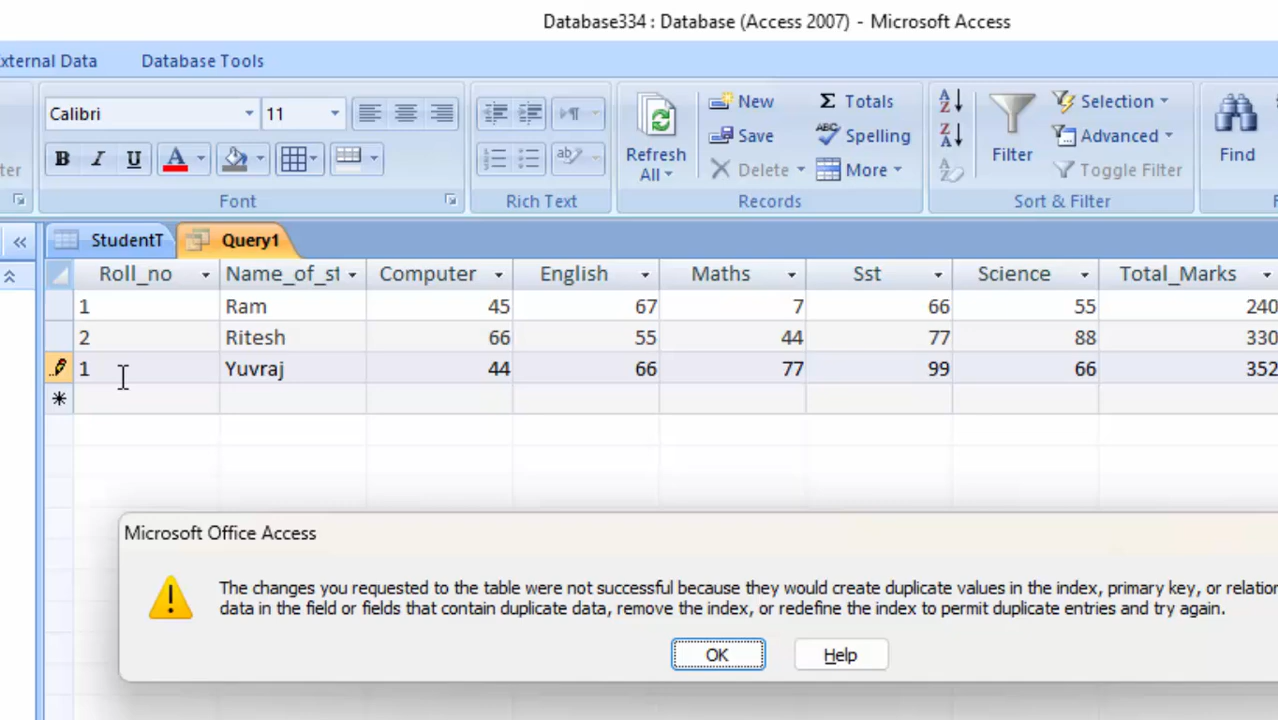 Database334 : Database (Access 2007) - Microsoft Access
xternal Data Database Tools
Calibri 11 New Totals Selection
Save Spelling Advanced
ter B I U A Refresh All Delete More Filter Toggle Filter Find
Font Rich Text Records Sort & Filter
StudentT Query1
Roll_no Name_of_st Computer English Maths Sst Science Total_Marks
1 Ram 45 67 7 66 55 240
2 Ritesh 66 55 44 77 88 330
1 Yuvraj 44 66 77 99 66 352
Microsoft Office Access
The changes you requested to the table were not successful because they would create duplicate values in the index, primary key, or relation
data in the field or fields that contain duplicate data, remove the index, or redefine the index to permit duplicate entries and try again.
OK Help